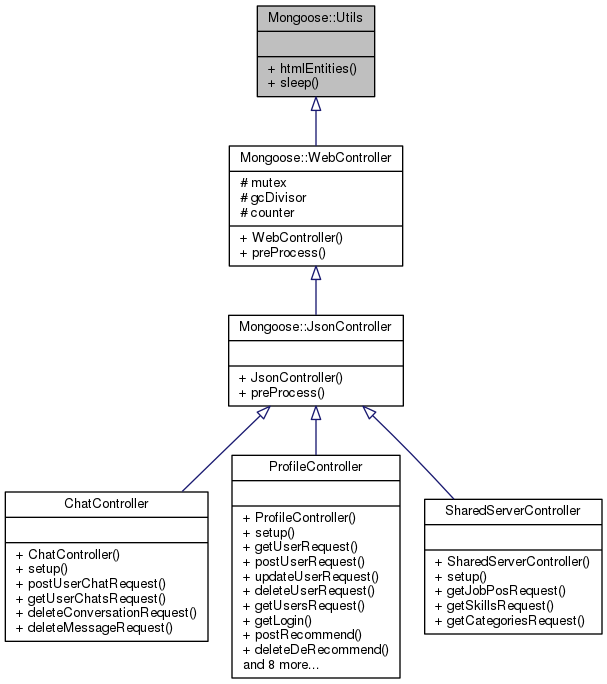 Mongoose::Utils
+ htmlEntities()
+ sleep()
Mongoose::WebController
# mutex
# gcDivisor
# counter
+ WebController()
+ preProcess()
Mongoose::JsonController
+ JsonController()
+ preProcess()
ChatController
+ ChatController()
+ setup()
+ postUserChatRequest()
+ getUserChatsRequest()
+ deleteConversationRequest()
+ deleteMessageRequest()
ProfileController
+ ProfileController()
+ setup()
+ getUserRequest()
+ postUserRequest()
+ updateUserRequest()
+ deleteUserRequest()
+ getUsersRequest()
+ getLogin()
+ postRecommend()
+ deleteDeRecommend()
and 8 more...
SharedServerController
+ SharedServerController()
+ setup()
+ getJobPosRequest()
+ getSkillsRequest()
+ getCategoriesRequest()